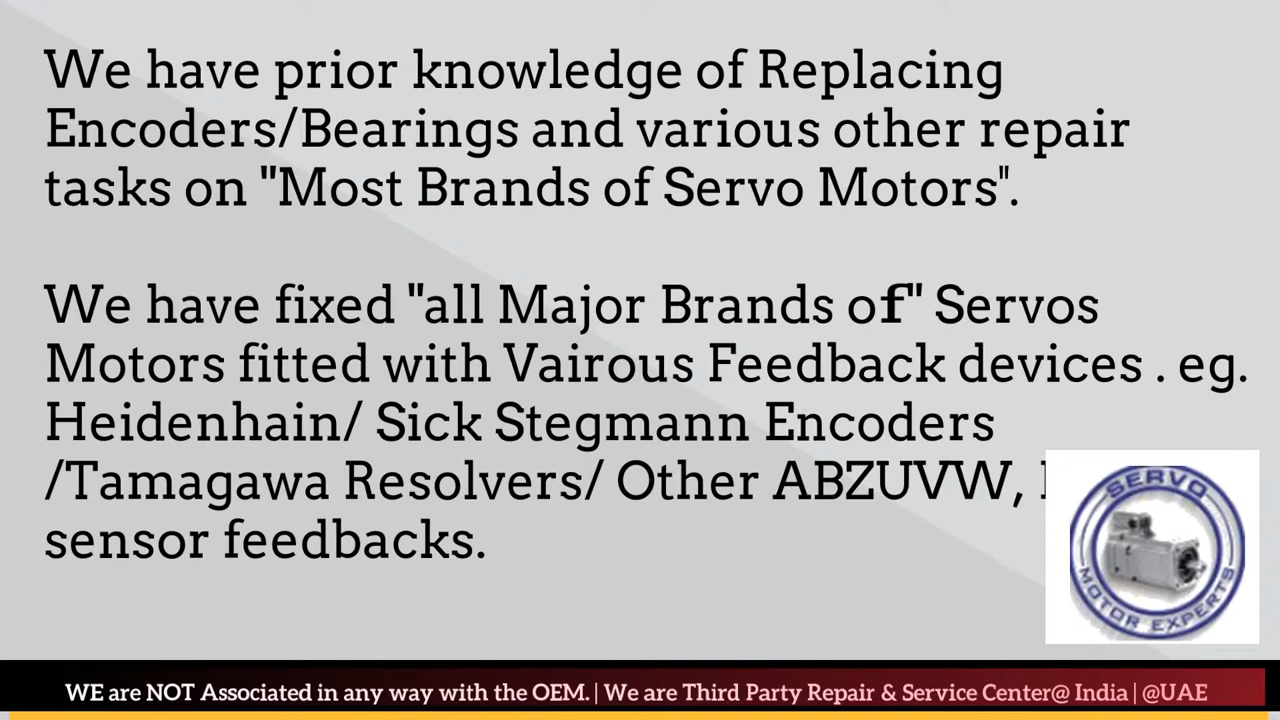 We have prior knowledge of Replacing
Encoders/Bearings and various other repair
tasks on "Most Brands of Servo Motors".
We have fixed "all Major Brands of" Servos
Motors fitted with Vairous Feedback devices . eg.
Heidenhain/ Sick Stegmann Encoders
/Tamagawa Resolvers/ Other ABZUVW,
sensor feedbacks.
SERVO
MOTOR EXPERTS
WE are NOT Associated in any way with the OEM. | We are Third Party Repair & Service Center@ India | @UAE